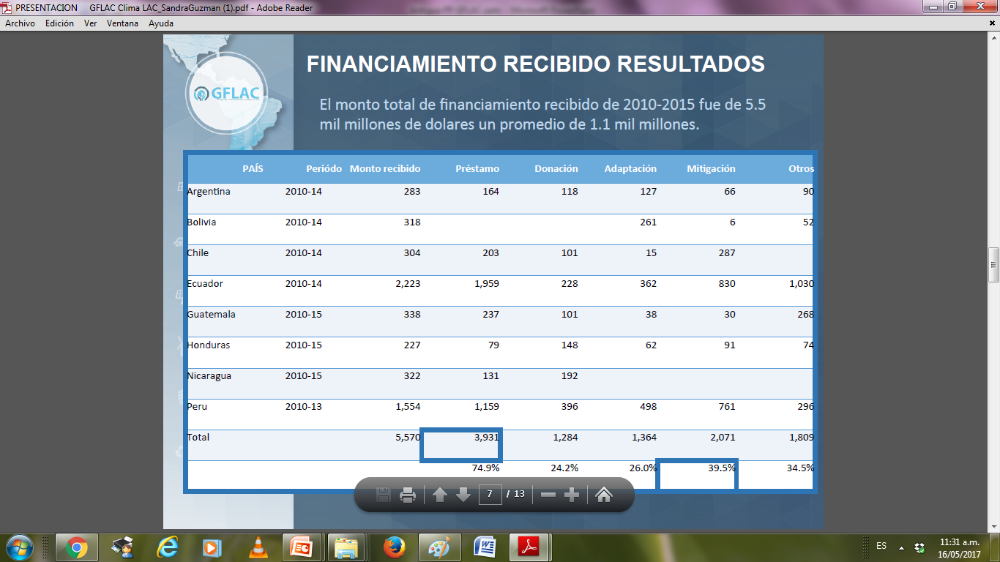 PRESENTACION GFLAC Clima LAC_SandraGuzman (1).pdf - Adobe Reader
Archivo Edición Ver Ventana Ayuda
GFLAC
FINANCIAMIENTO RECIBIDO RESULTADOS
El monto total de financiamiento recibido de 2010-2015 fue de 5.5
mil millones de dolares un promedio de 1.1 mil millones.
PAÍS Periódo Monto recibido Préstamo Donación Adaptación Mitigación Otros
Argentina 2010-14 283 164 118 127 66 90
Bolivia 2010-14 318 261 6 52
Chile 2010-14 304 203 101 15 287
Ecuador 2010-14 2,223 1,959 228 362 830 1,030
Guatemala 2010-15 338 237 101 38 30 268
Honduras 2010-15 227 79 148 62 91 74
Nicaragua 2010-15 322 131 192
Peru 2010-13 1,554 1,159 396 498 761 296
Total 5,570 3,931 1,284 1,364 2,071 1,809
74.9% 24.2% 26.0% 39.5% 34.5%
7 / 13
ES 11:31 a.m.
16/05/2017